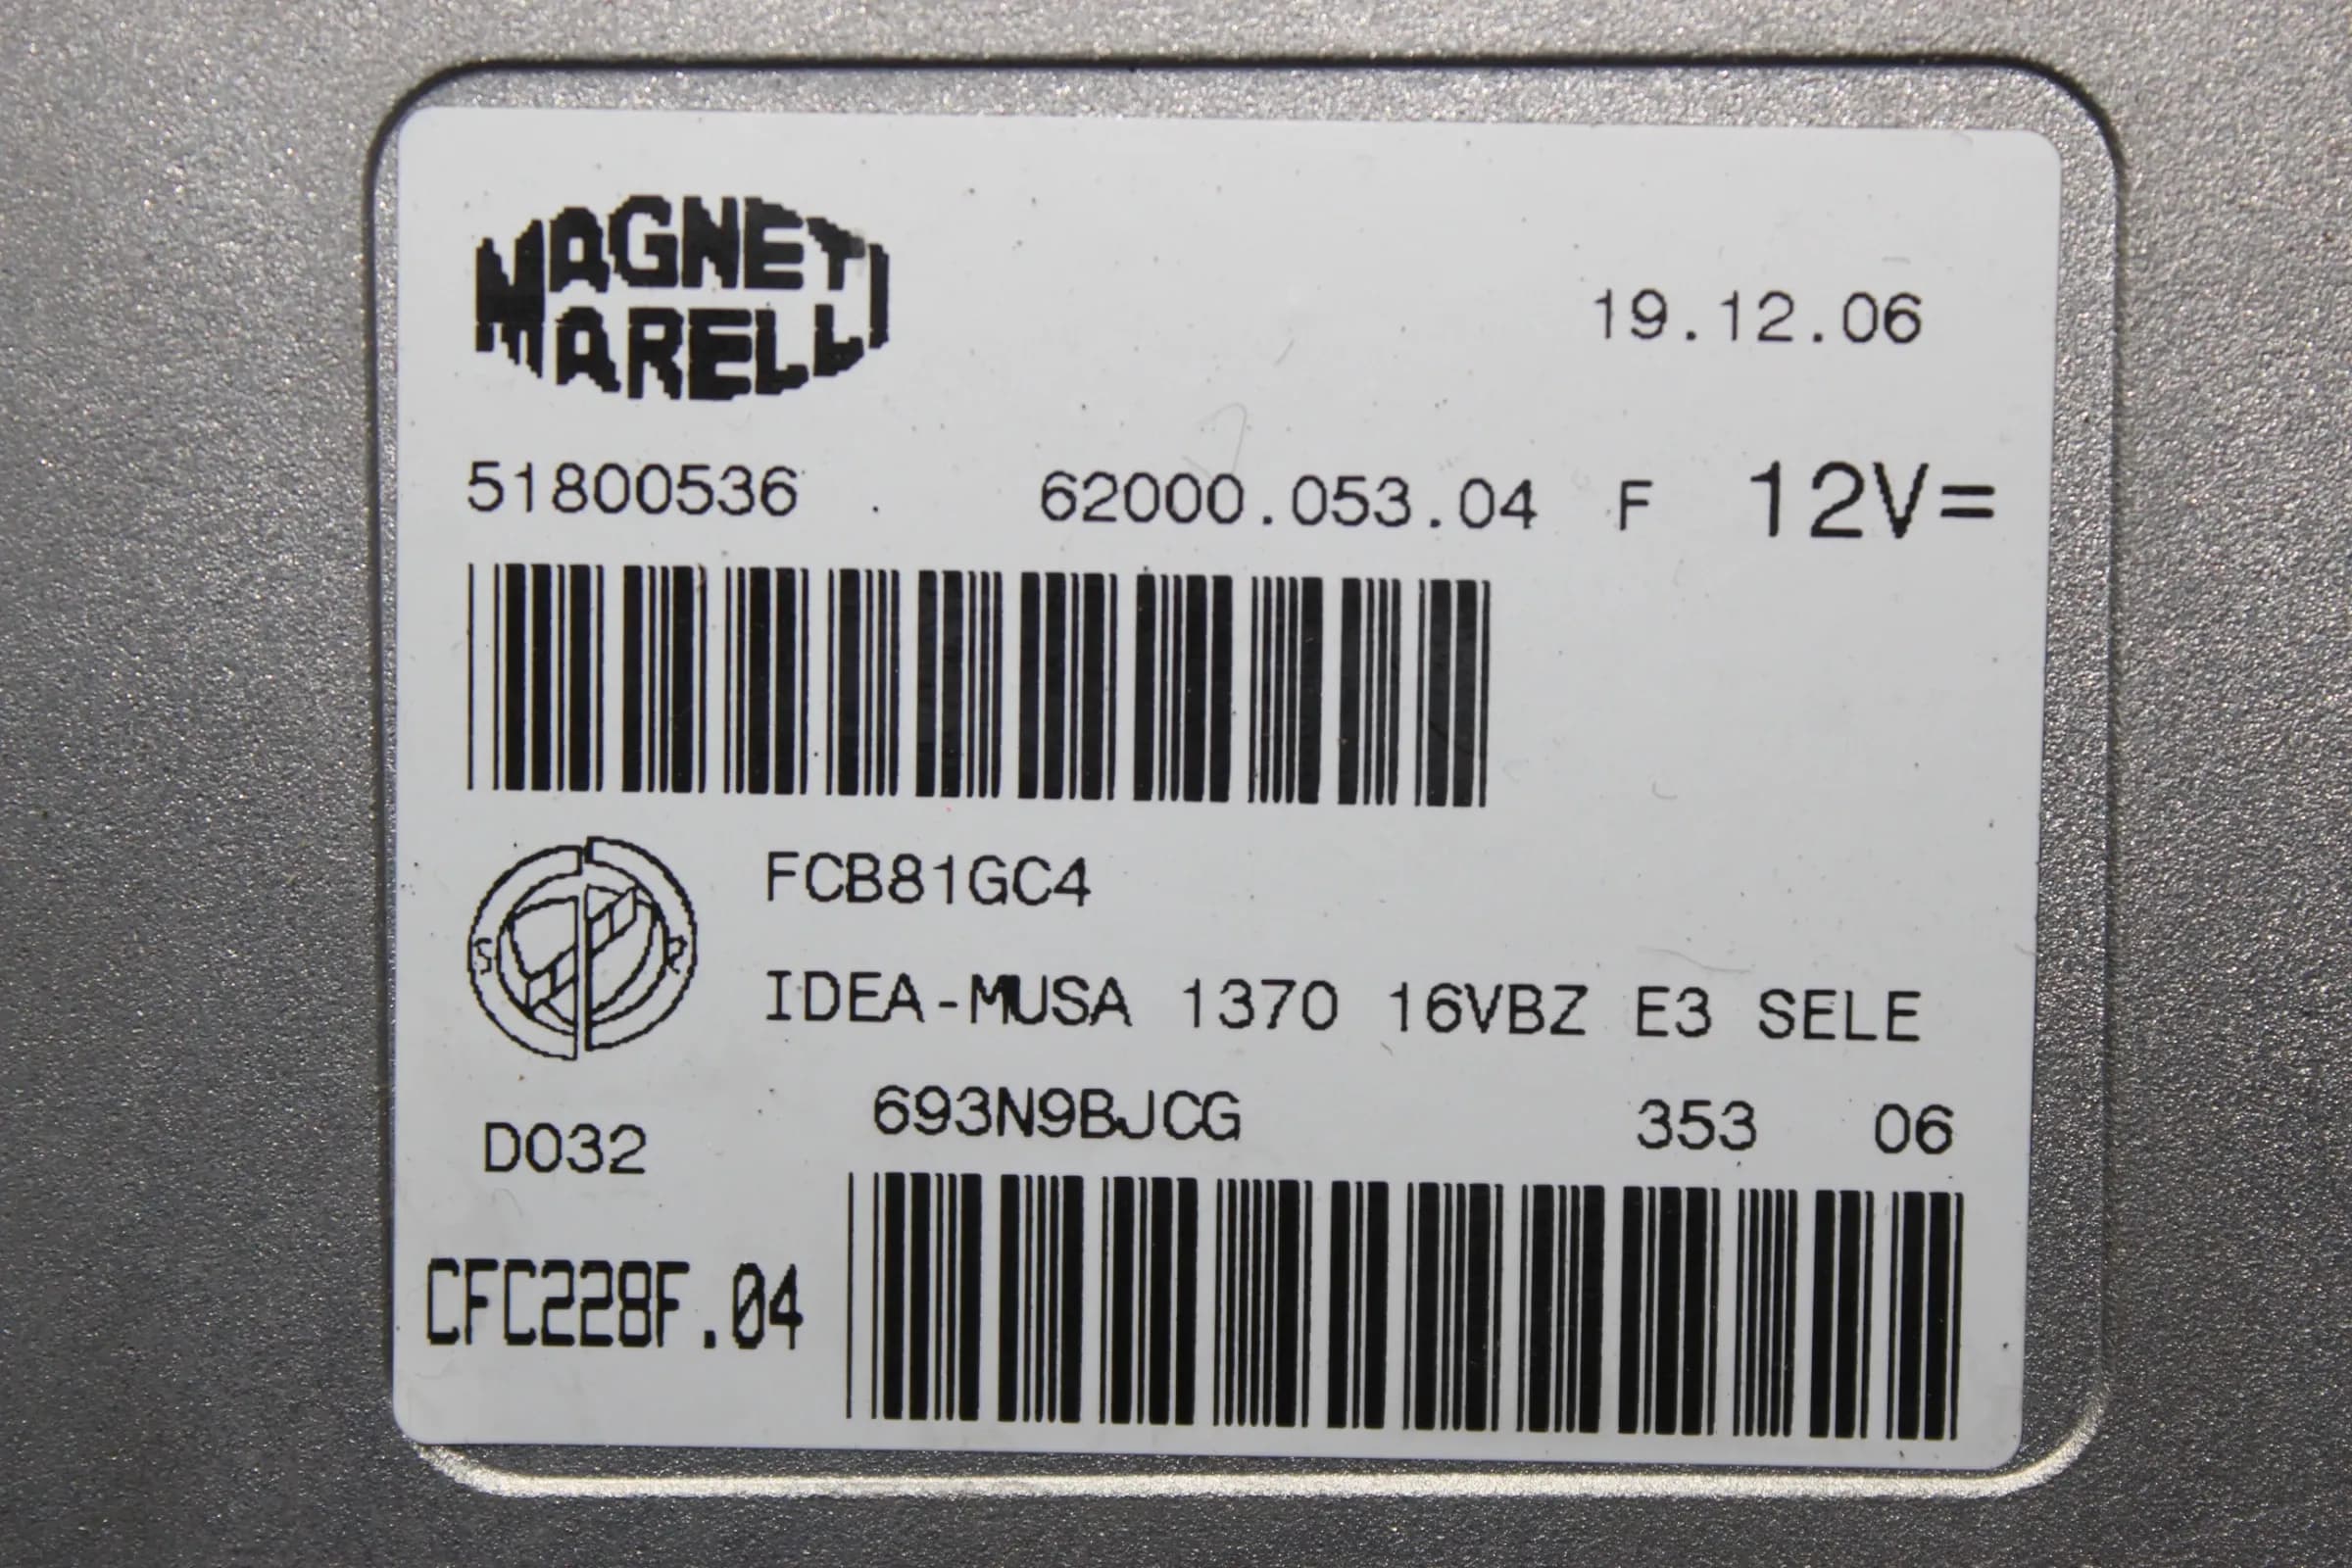 MAGNETI
MARELLI
19.12.06
51800536 . 62000.053.04 F 12V=
FCB81GC4
S R
IDEA-MUSA 1370 16VBZ E3 SELE
693N9BJCG 353 06
D032
CFC228F.04